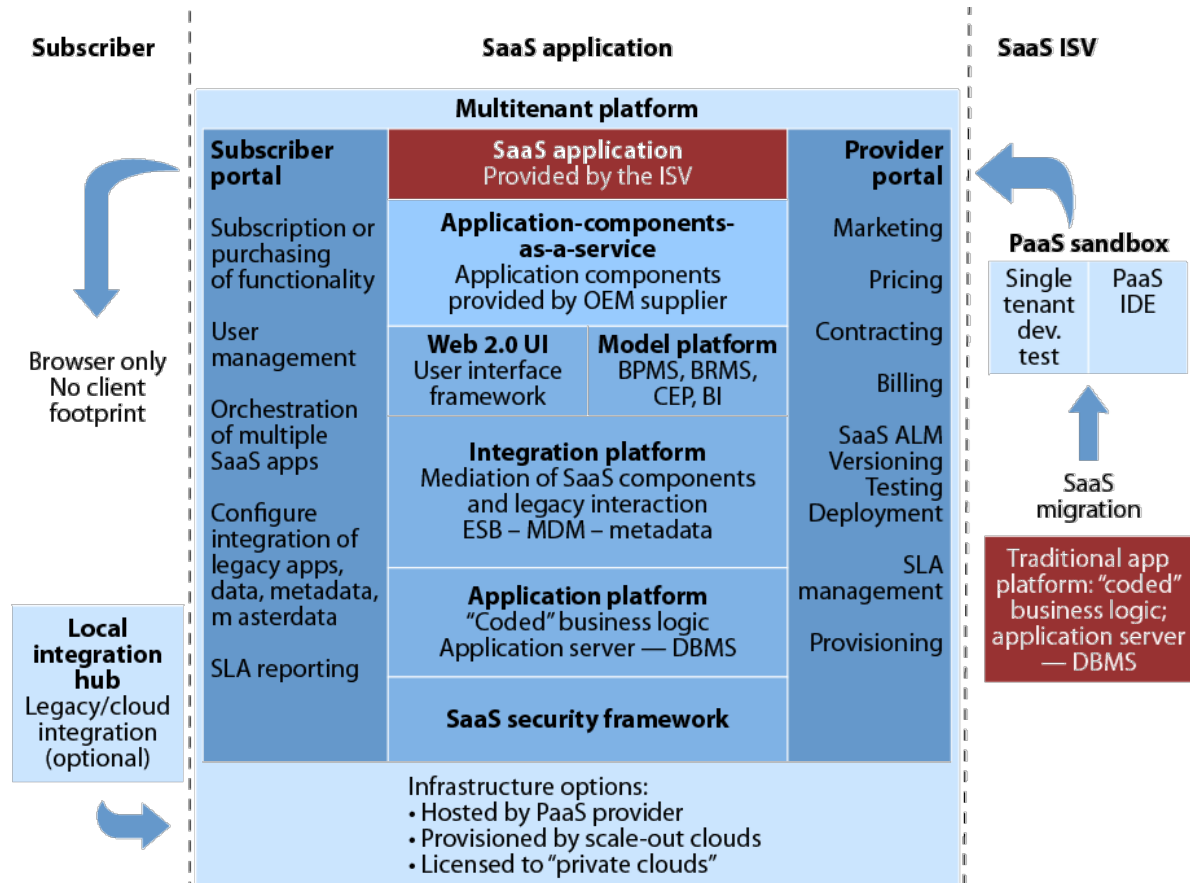 Subscriber
SaaS application
SaaS ISV
Multitenant platform
Subscriber
portal
Subscription or
purchasing
of functionality
User
management
Orchestration
of multiple
SaaS apps
Configure
integration of
legacy apps,
data, metadata,
m asterdata
SLA reporting
SaaS application
Provided by the ISV
Application-components-
as-a-service
Application components
provided by OEM supplier
Web 2.0 UI
User interface
framework
Model platform
BPMS, BRMS,
CEP, BI
Integration platform
Mediation of SaaS components
and legacy interaction
ESB – MDM – metadata
Application platform
“Coded” business logic
Application server — DBMS
SaaS security framework
Provider
portal
Marketing
Pricing
Contracting
Billing
SaaS ALM
Versioning
Testing
Deployment
SLA
management
Provisioning
Infrastructure options:
• Hosted by PaaS provider
• Provisioned by scale-out clouds
• Licensed to “private clouds”
Browser only
No client
footprint
Local
integration
hub
Legacy/cloud
integration
(optional)
PaaS sandbox
Single
tenant
dev.
test
PaaS
IDE
SaaS
migration
Traditional app
platform: “coded”
business logic;
application server
— DBMS